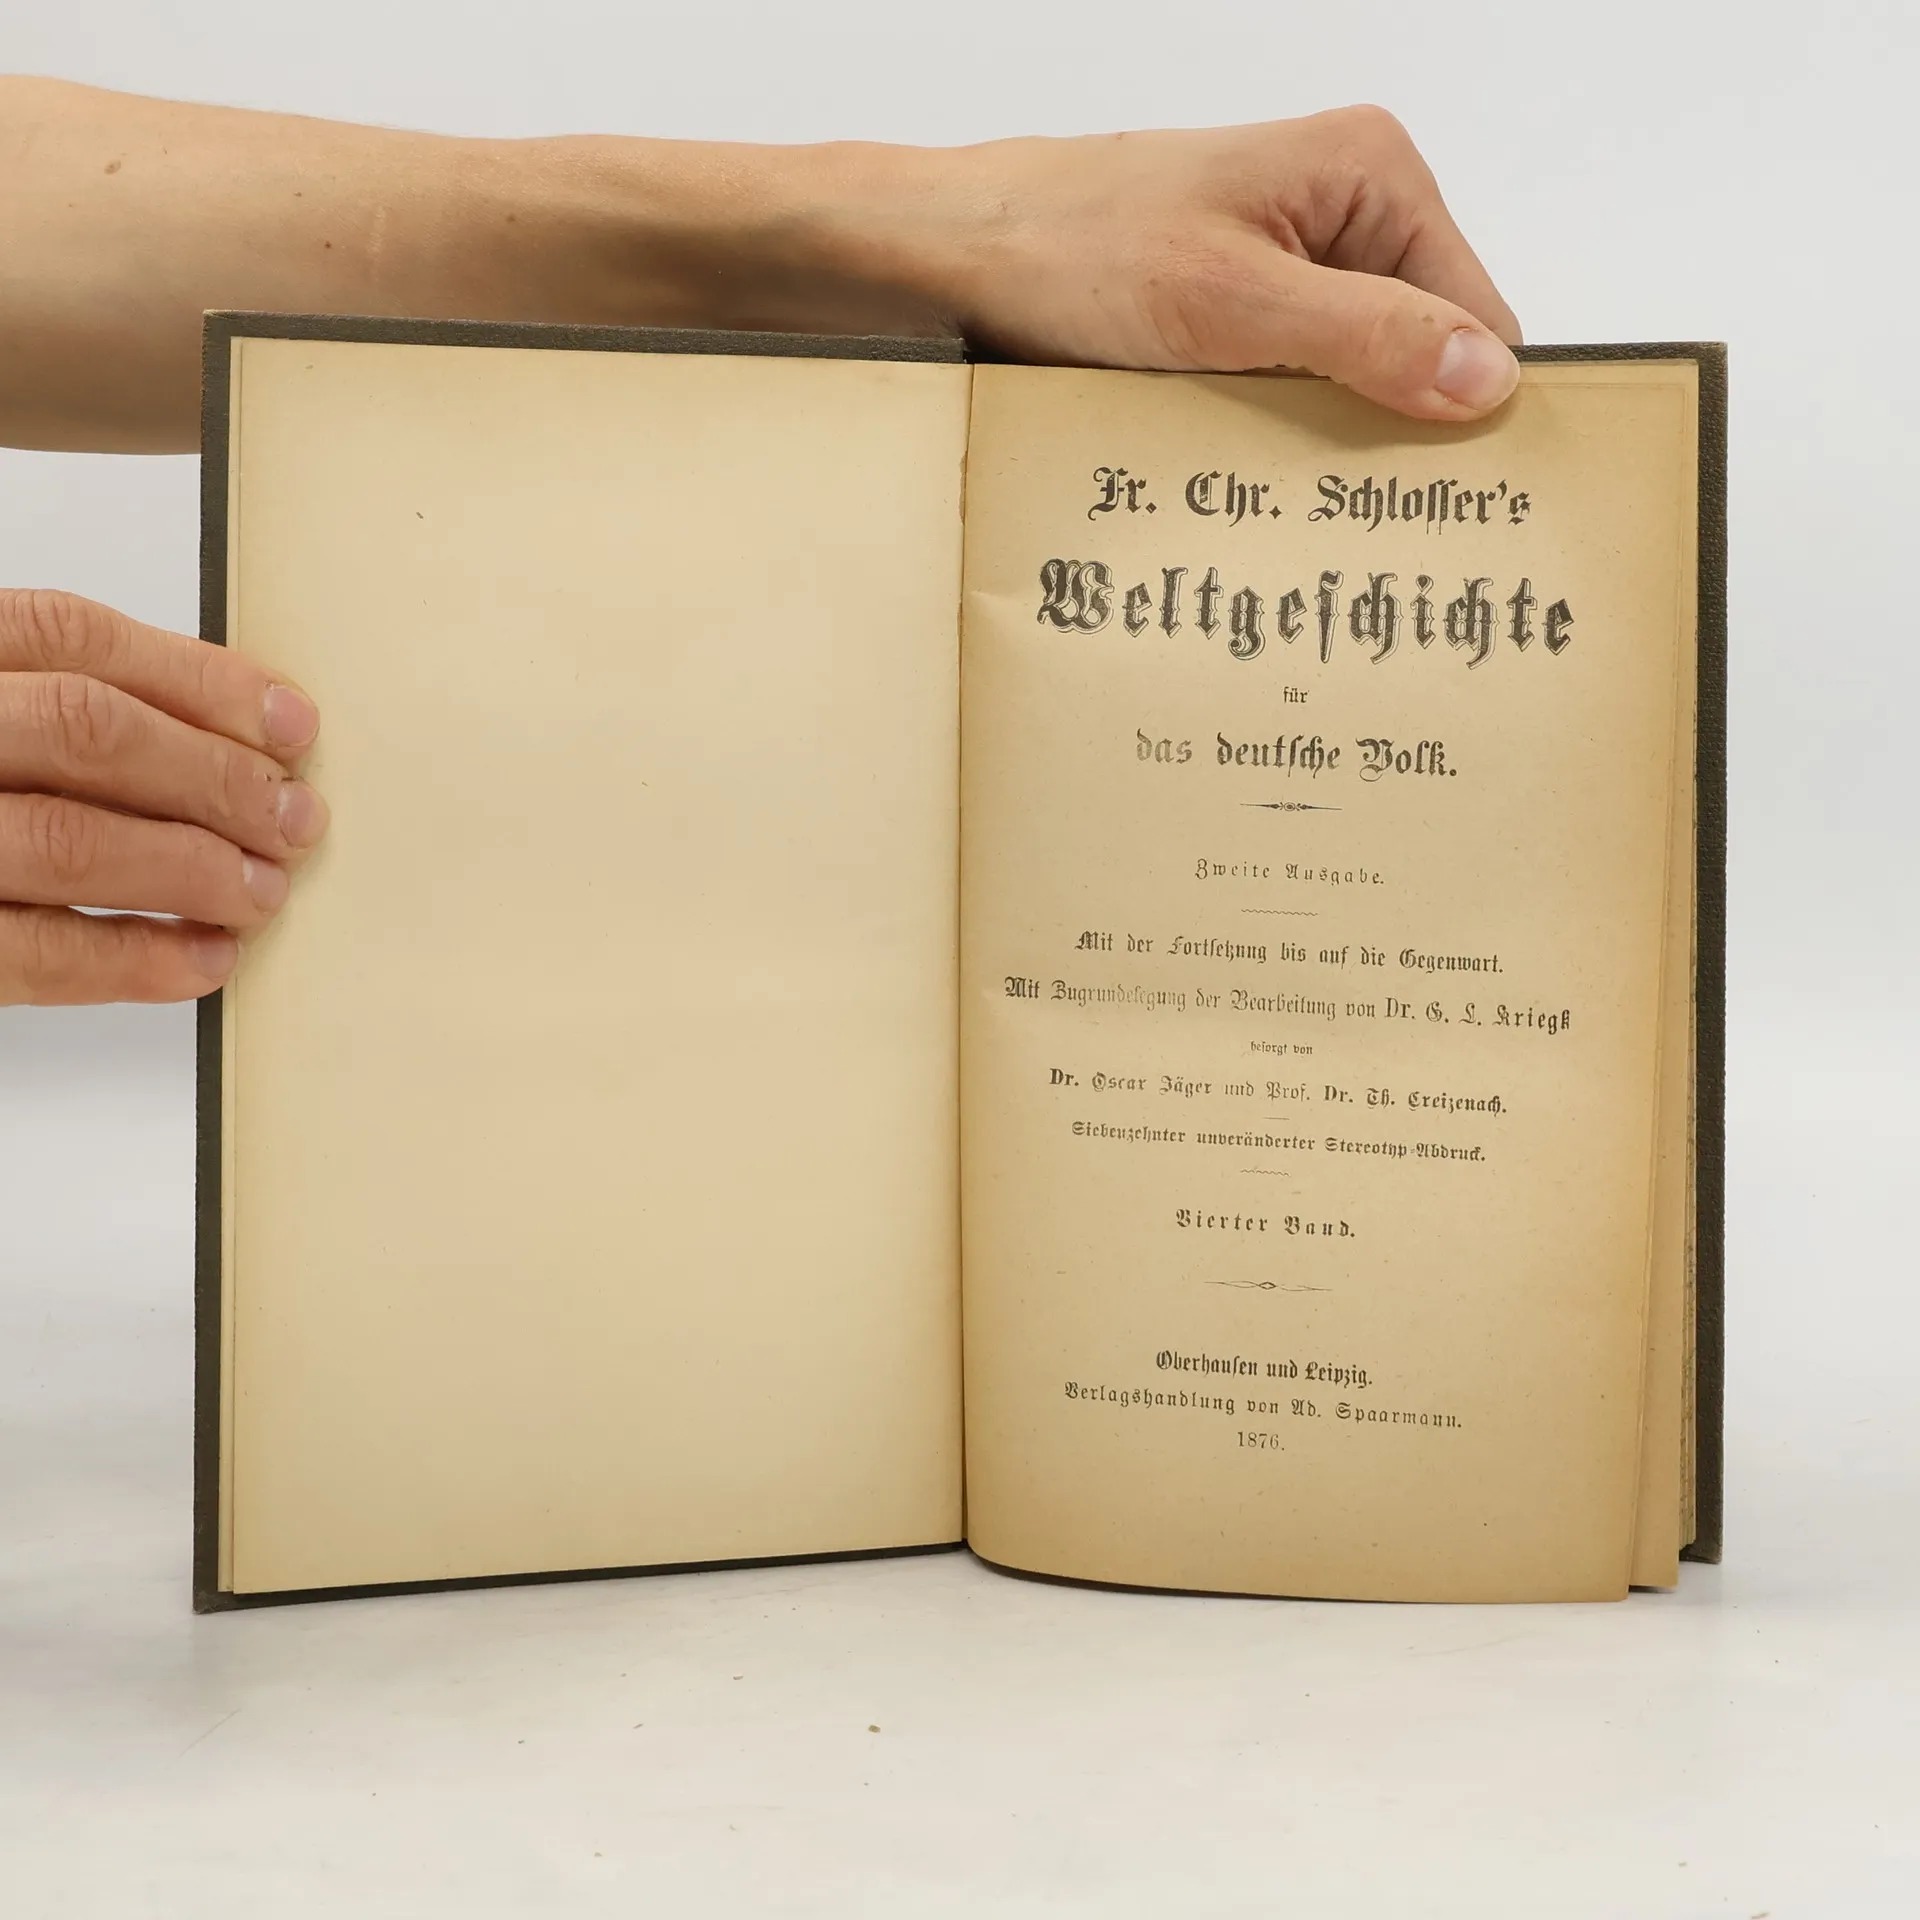 Fr. Chr. Schlosser's
Weltgeschichte
für
das deutsche Volk.
Zweite Ausgabe.
Mit der Fortsetzung bis auf die Gegenwart.
Mit Zugrundelegung der Bearbeitung von Dr. G. L. Kriegk
besorgt von
Dr. Oscar Jäger und Prof. Dr. Th. Creizenach.
Siebenzehnter unveränderter Stereotyp-Abdruck.
Vierter Band.
Oberhausen und Leipzig.
Verlagshandlung von Ad. Spaarmann.
1876.